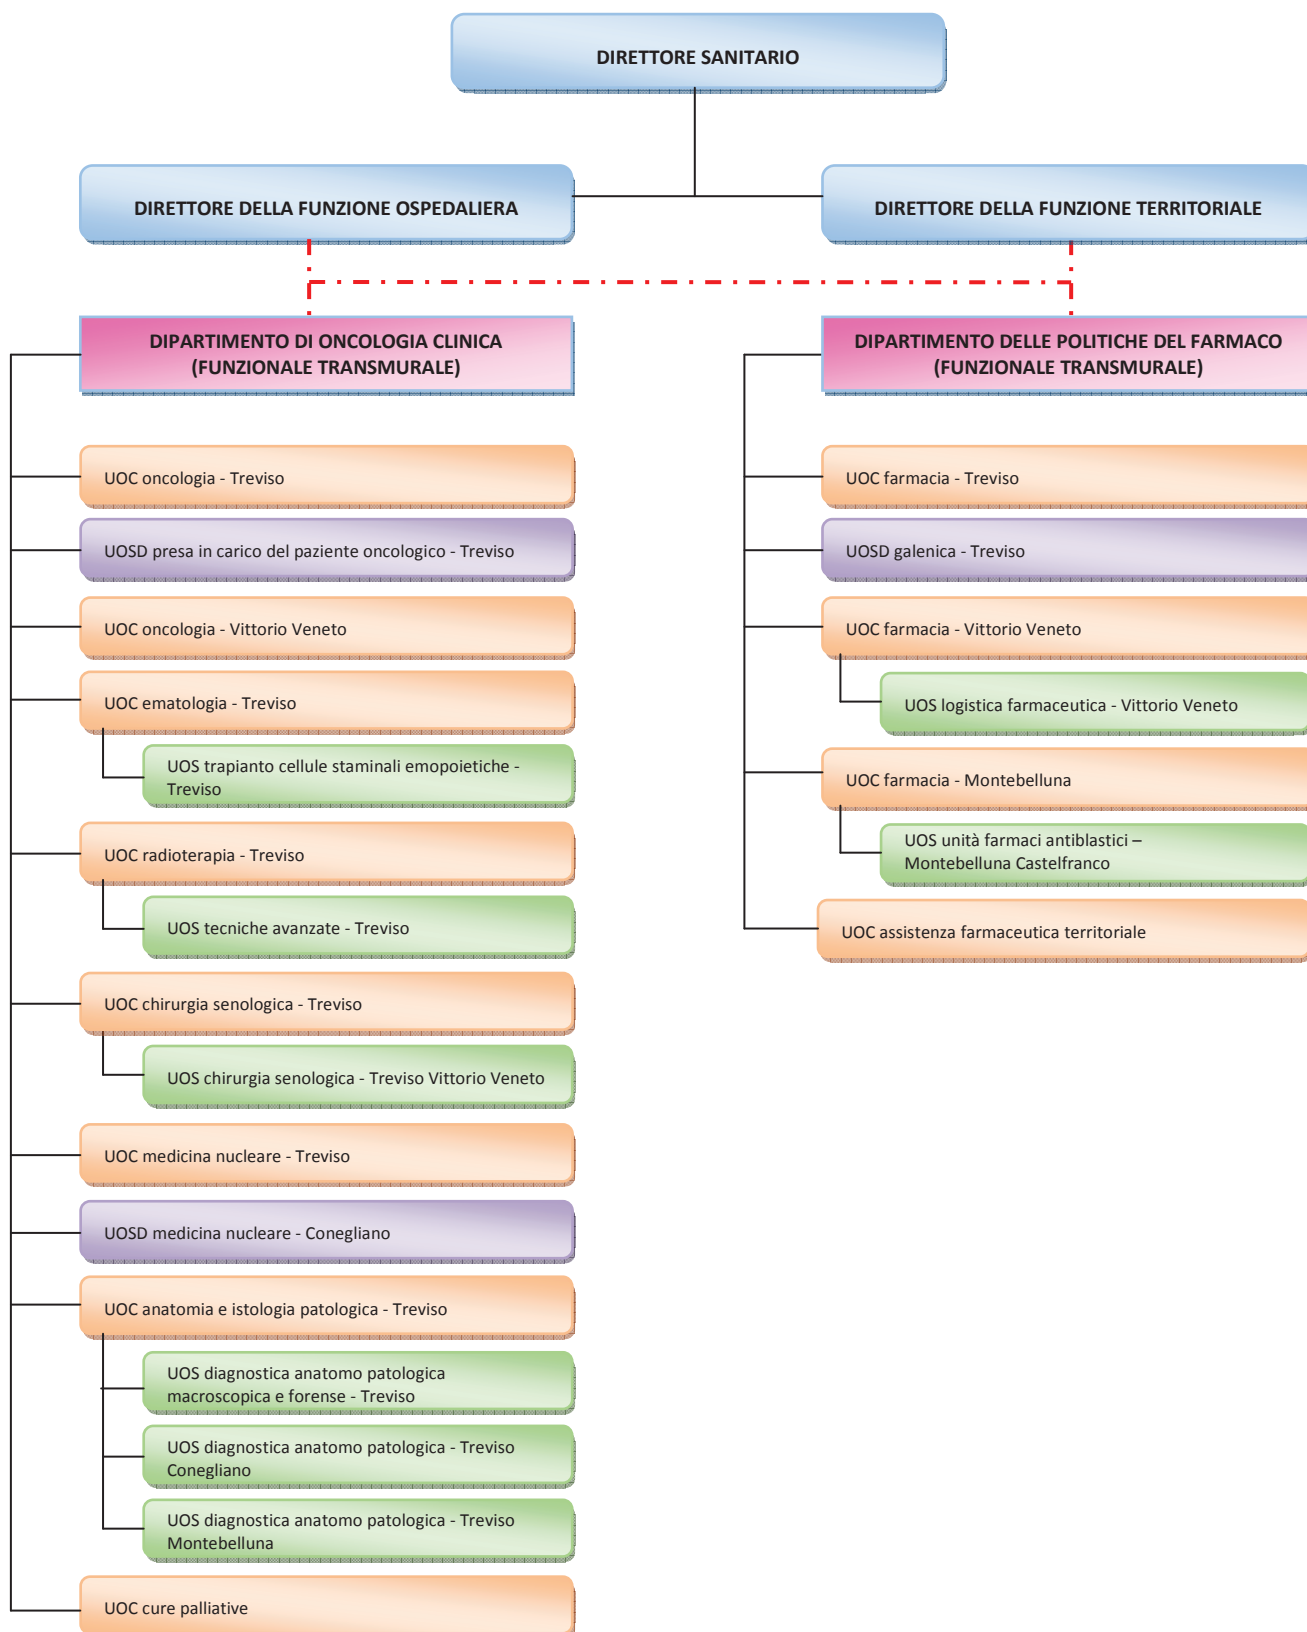 DIRETTORE SANITARIO
DIRETTORE DELLA FUNZIONE OSPEDALIERA
DIRETTORE DELLA FUNZIONE TERRITORIALE
DIPARTIMENTO DI ONCOLOGIA CLINICA
(FUNZIONALE TRANSMURALE)
UOC oncologia - Treviso
UOSD presa in carico del paziente oncologico - Treviso
UOC oncologia - Vittorio Veneto
UOC ematologia - Treviso
UOS trapianto cellule staminali emopoietiche -
Treviso
UOC radioterapia - Treviso
UOS tecniche avanzate - Treviso
UOC chirurgia senologica - Treviso
UOS chirurgia senologica - Treviso Vittorio Veneto
UOC medicina nucleare - Treviso
UOSD medicina nucleare - Conegliano
UOC anatomia e istologia patologica - Treviso
UOS diagnostica anatomo patologica
macroscopica e forense - Treviso
UOS diagnostica anatomo patologica - Treviso
Conegliano
UOS diagnostica anatomo patologica - Treviso
Montebelluna
UOC cure palliative
DIPARTIMENTO DELLE POLITICHE DEL FARMACO
(FUNZIONALE TRANSMURALE)
UOC farmacia - Treviso
UOSD galenica - Treviso
UOC farmacia - Vittorio Veneto
UOS logistica farmaceutica - Vittorio Veneto
UOC farmacia - Montebelluna
UOS unità farmaci antiblastici –
Montebelluna Castelfranco
UOC assistenza farmaceutica territoriale